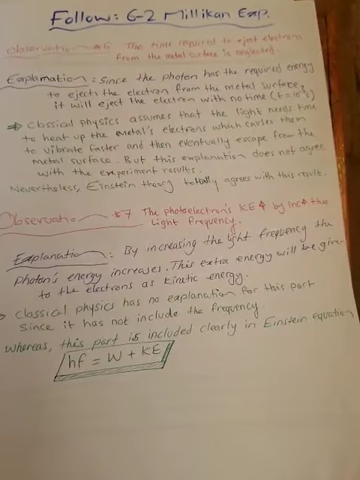 Follow: 6-2 Millikan Exp.
Observatio #6 The time required to eject electron
from the metal surface is neglected.
Explanation: Since the photon has the required energy
to ejects the electron from the metal surface,
it will eject the electron with no time
⇒ Classical physics assumes that the light needs time
to heat up the metal's electrons which causes them
to vibrate faster and then eventually escape from the
metal surface. But this explanation does not agree
with the experiment results.
Nevertheless, Einstein theory totally agrees with this result.
Observatio #7 The photoelectron's KE ↑ by inc↑ the
Light Frequency.
Explanation: By increasing the light frequency the
photon's energy increases. This extra energy will be give
to the electrons as kinetic energy.
classical physics has no explanation for this part
since it has not include the frequency
whereas, this part is included clearly in Einstein equation
hf = W + KE